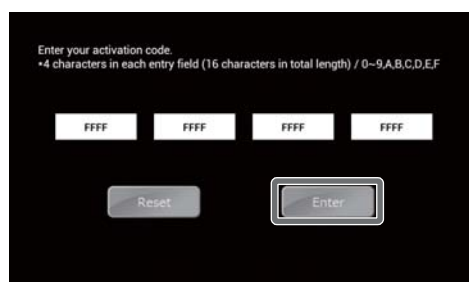 Enter your activation code.
•4 characters in each entry field (16 characters in total length) / 0~9,A,B,C,D,E,F
FFFF FFFF FFFF FFFF
Reset Enter